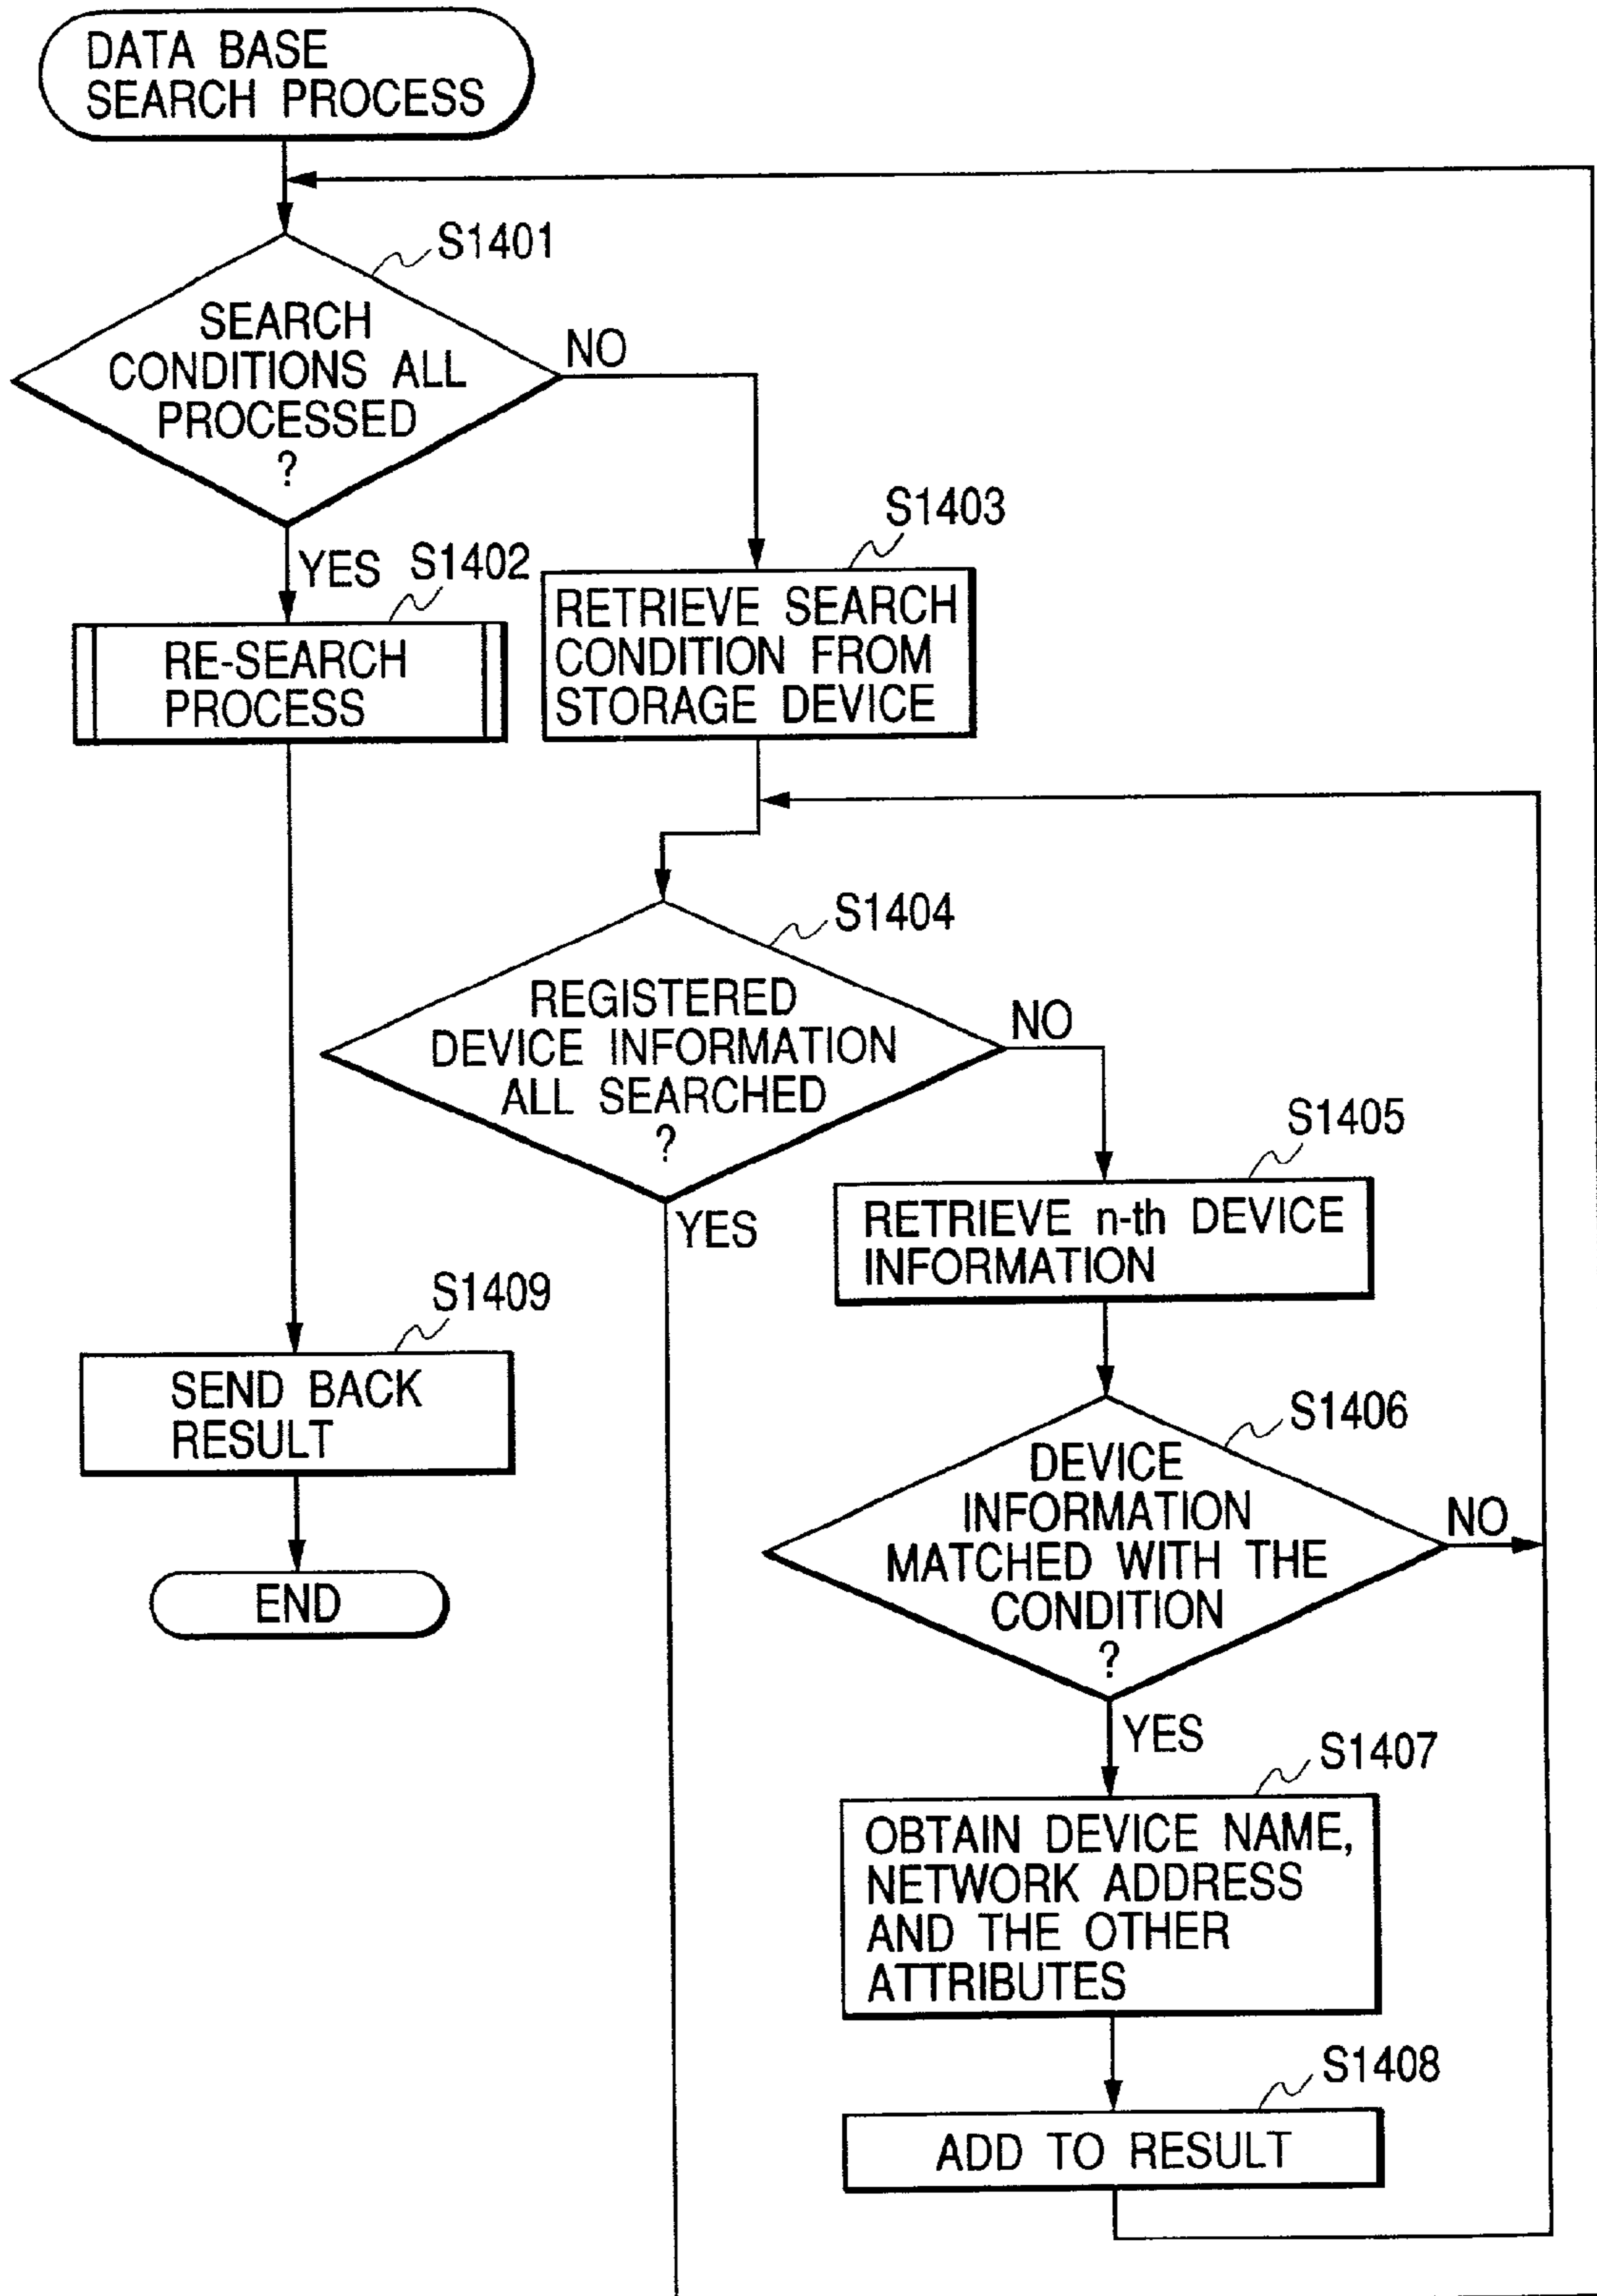 DATA BASE
SEARCH PROCESS
S1401
SEARCH
CONDITIONS ALL
PROCESSED
?
NO
YES
S1402
RE-SEARCH
PROCESS
S1403
RETRIEVE SEARCH
CONDITION FROM
STORAGE DEVICE
S1404
REGISTERED
DEVICE INFORMATION
ALL SEARCHED
?
NO
YES
S1405
RETRIEVE n-th DEVICE
INFORMATION
S1409
SEND BACK
RESULT
END
S1406
DEVICE
INFORMATION
MATCHED WITH THE
CONDITION
?
NO
YES
S1407
OBTAIN DEVICE NAME,
NETWORK ADDRESS
AND THE OTHER
ATTRIBUTES
S1408
ADD TO RESULT